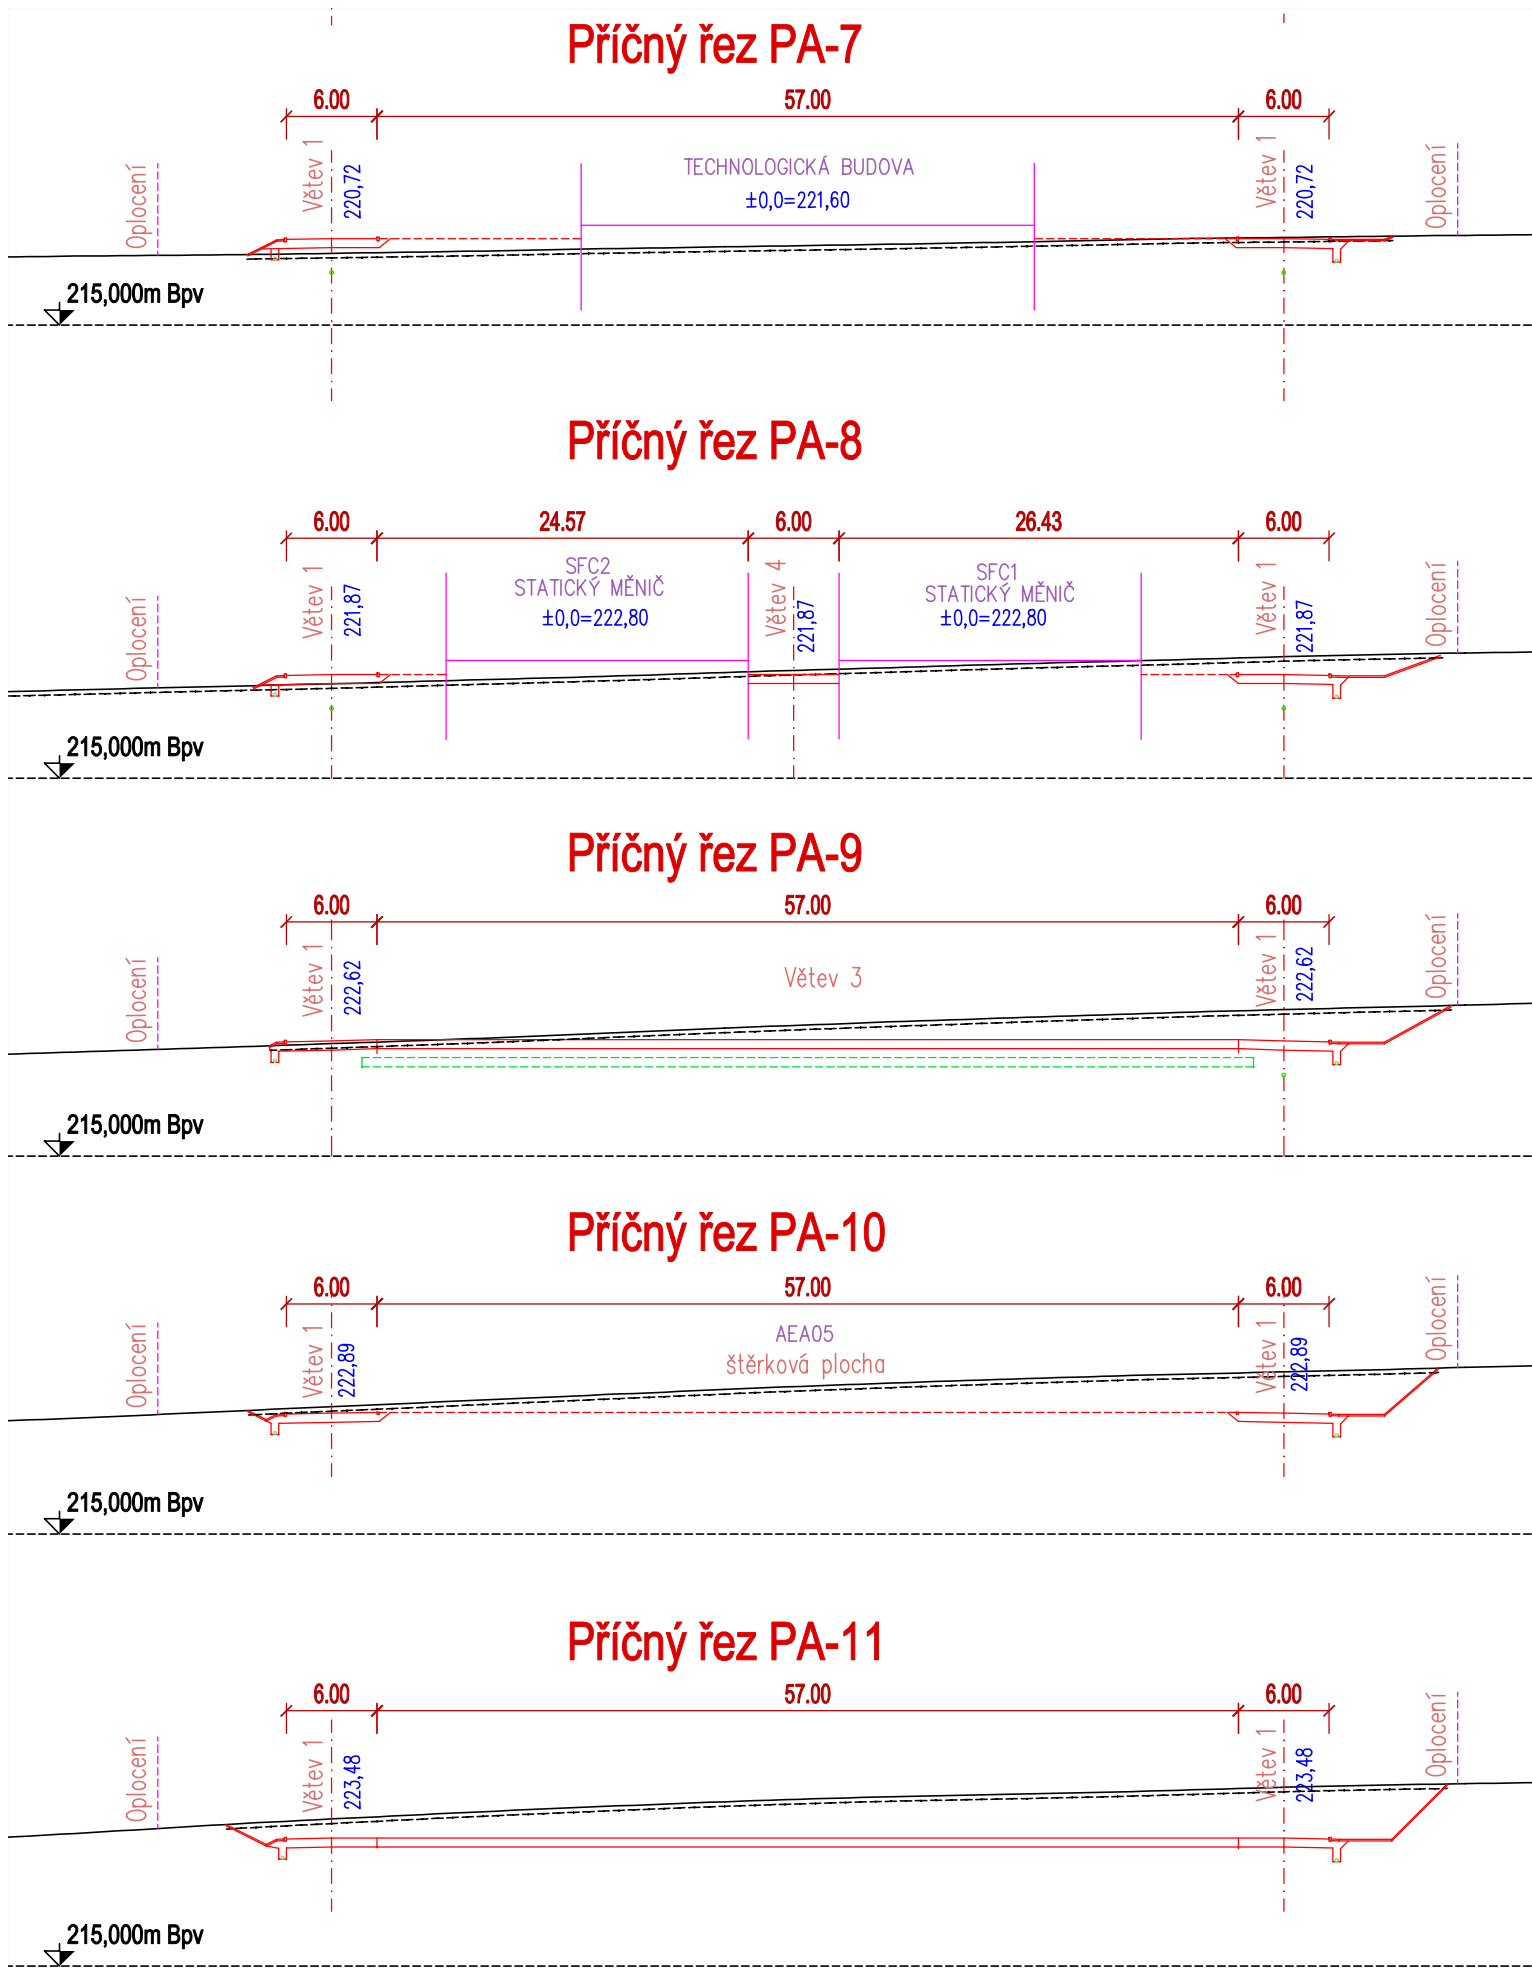 Příčný řez PA-7
6.00 57.00 6.00
Oplocení
Větev 1
220,72
TECHNOLOGICKÁ BUDOVA
±0,0=221,60
Větev 1
220,72
Oplocení
215,000m Bpv
Příčný řez PA-8
6.00 24.57 6.00 26.43 6.00
Oplocení
Větev 1
221,87
SFC2
STATICKÝ MĚNIČ
±0,0=222,80
Větev 4
221,87
SFC1
STATICKÝ MĚNIČ
±0,0=222,80
Větev 1
221,87
Oplocení
215,000m Bpv
Příčný řez PA-9
6.00 57.00 6.00
Oplocení
Větev 1
222,62
Větev 3
Větev 1
222,62
Oplocení
215,000m Bpv
Příčný řez PA-10
6.00 57.00 6.00
Oplocení
Větev 1
222,89
AEA05
štěrková plocha
Větev 1
222,89
Oplocení
215,000m Bpv
Příčný řez PA-11
6.00 57.00 6.00
Oplocení
Větev 1
223,48
Větev 1
223,48
Oplocení
215,000m Bpv